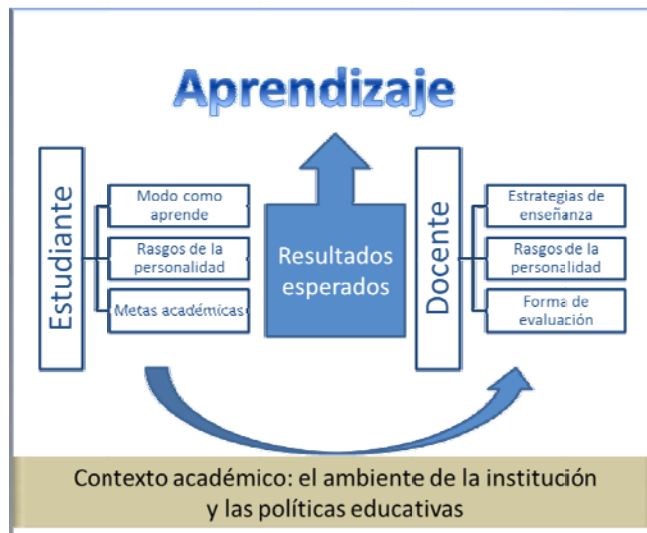 Aprendizaje
Estudiante
Modo como
aprende
Rasgos de la
personalidad
Metas académicas
Resultados
esperados
Docente
Estrategias de
enseñanza
Rasgos de la
personalidad
Forma de
evaluación
Contexto académico: el ambiente de la institución
y las políticas educativas